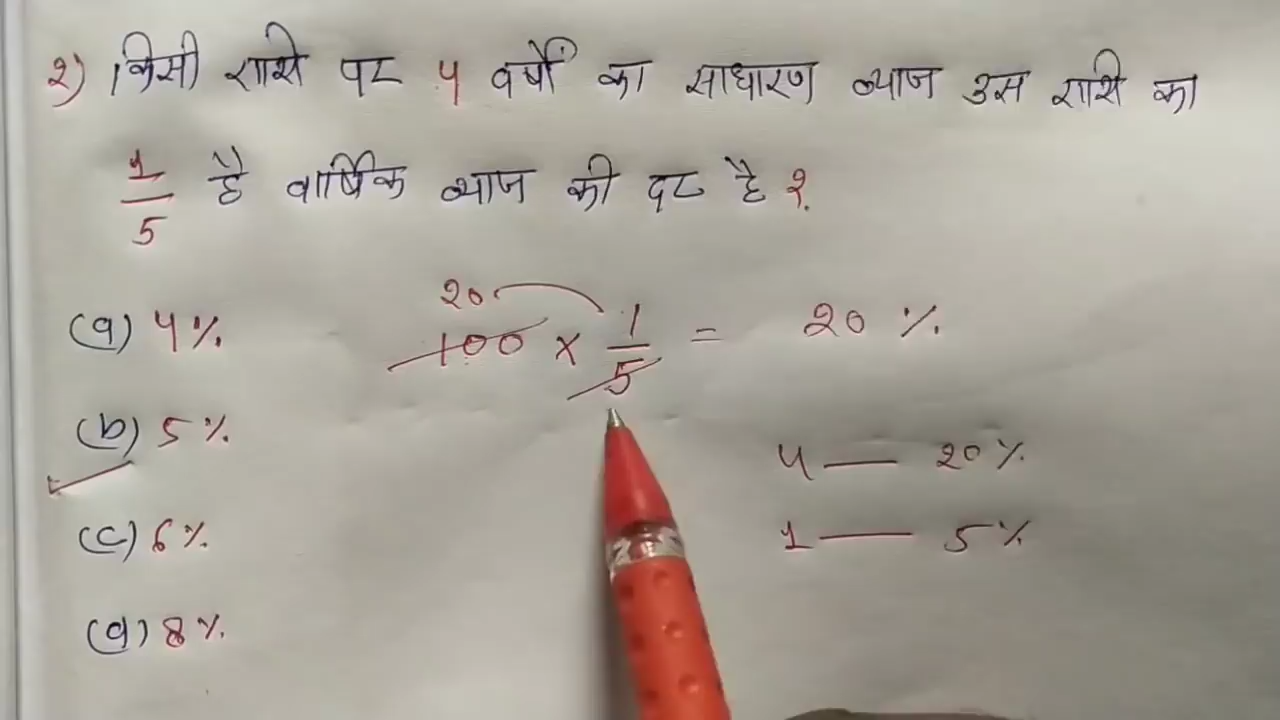 2) किसी राशि पर 4 वर्षों का साधारण ब्याज उस राशि का
1/5 है वार्षिक ब्याज की दर है ?
(a) 4%
20
100 × 1/5 = 20 %
(b) 5%
4 — 20%
(c) 6%
1 — 5%
(d) 8%